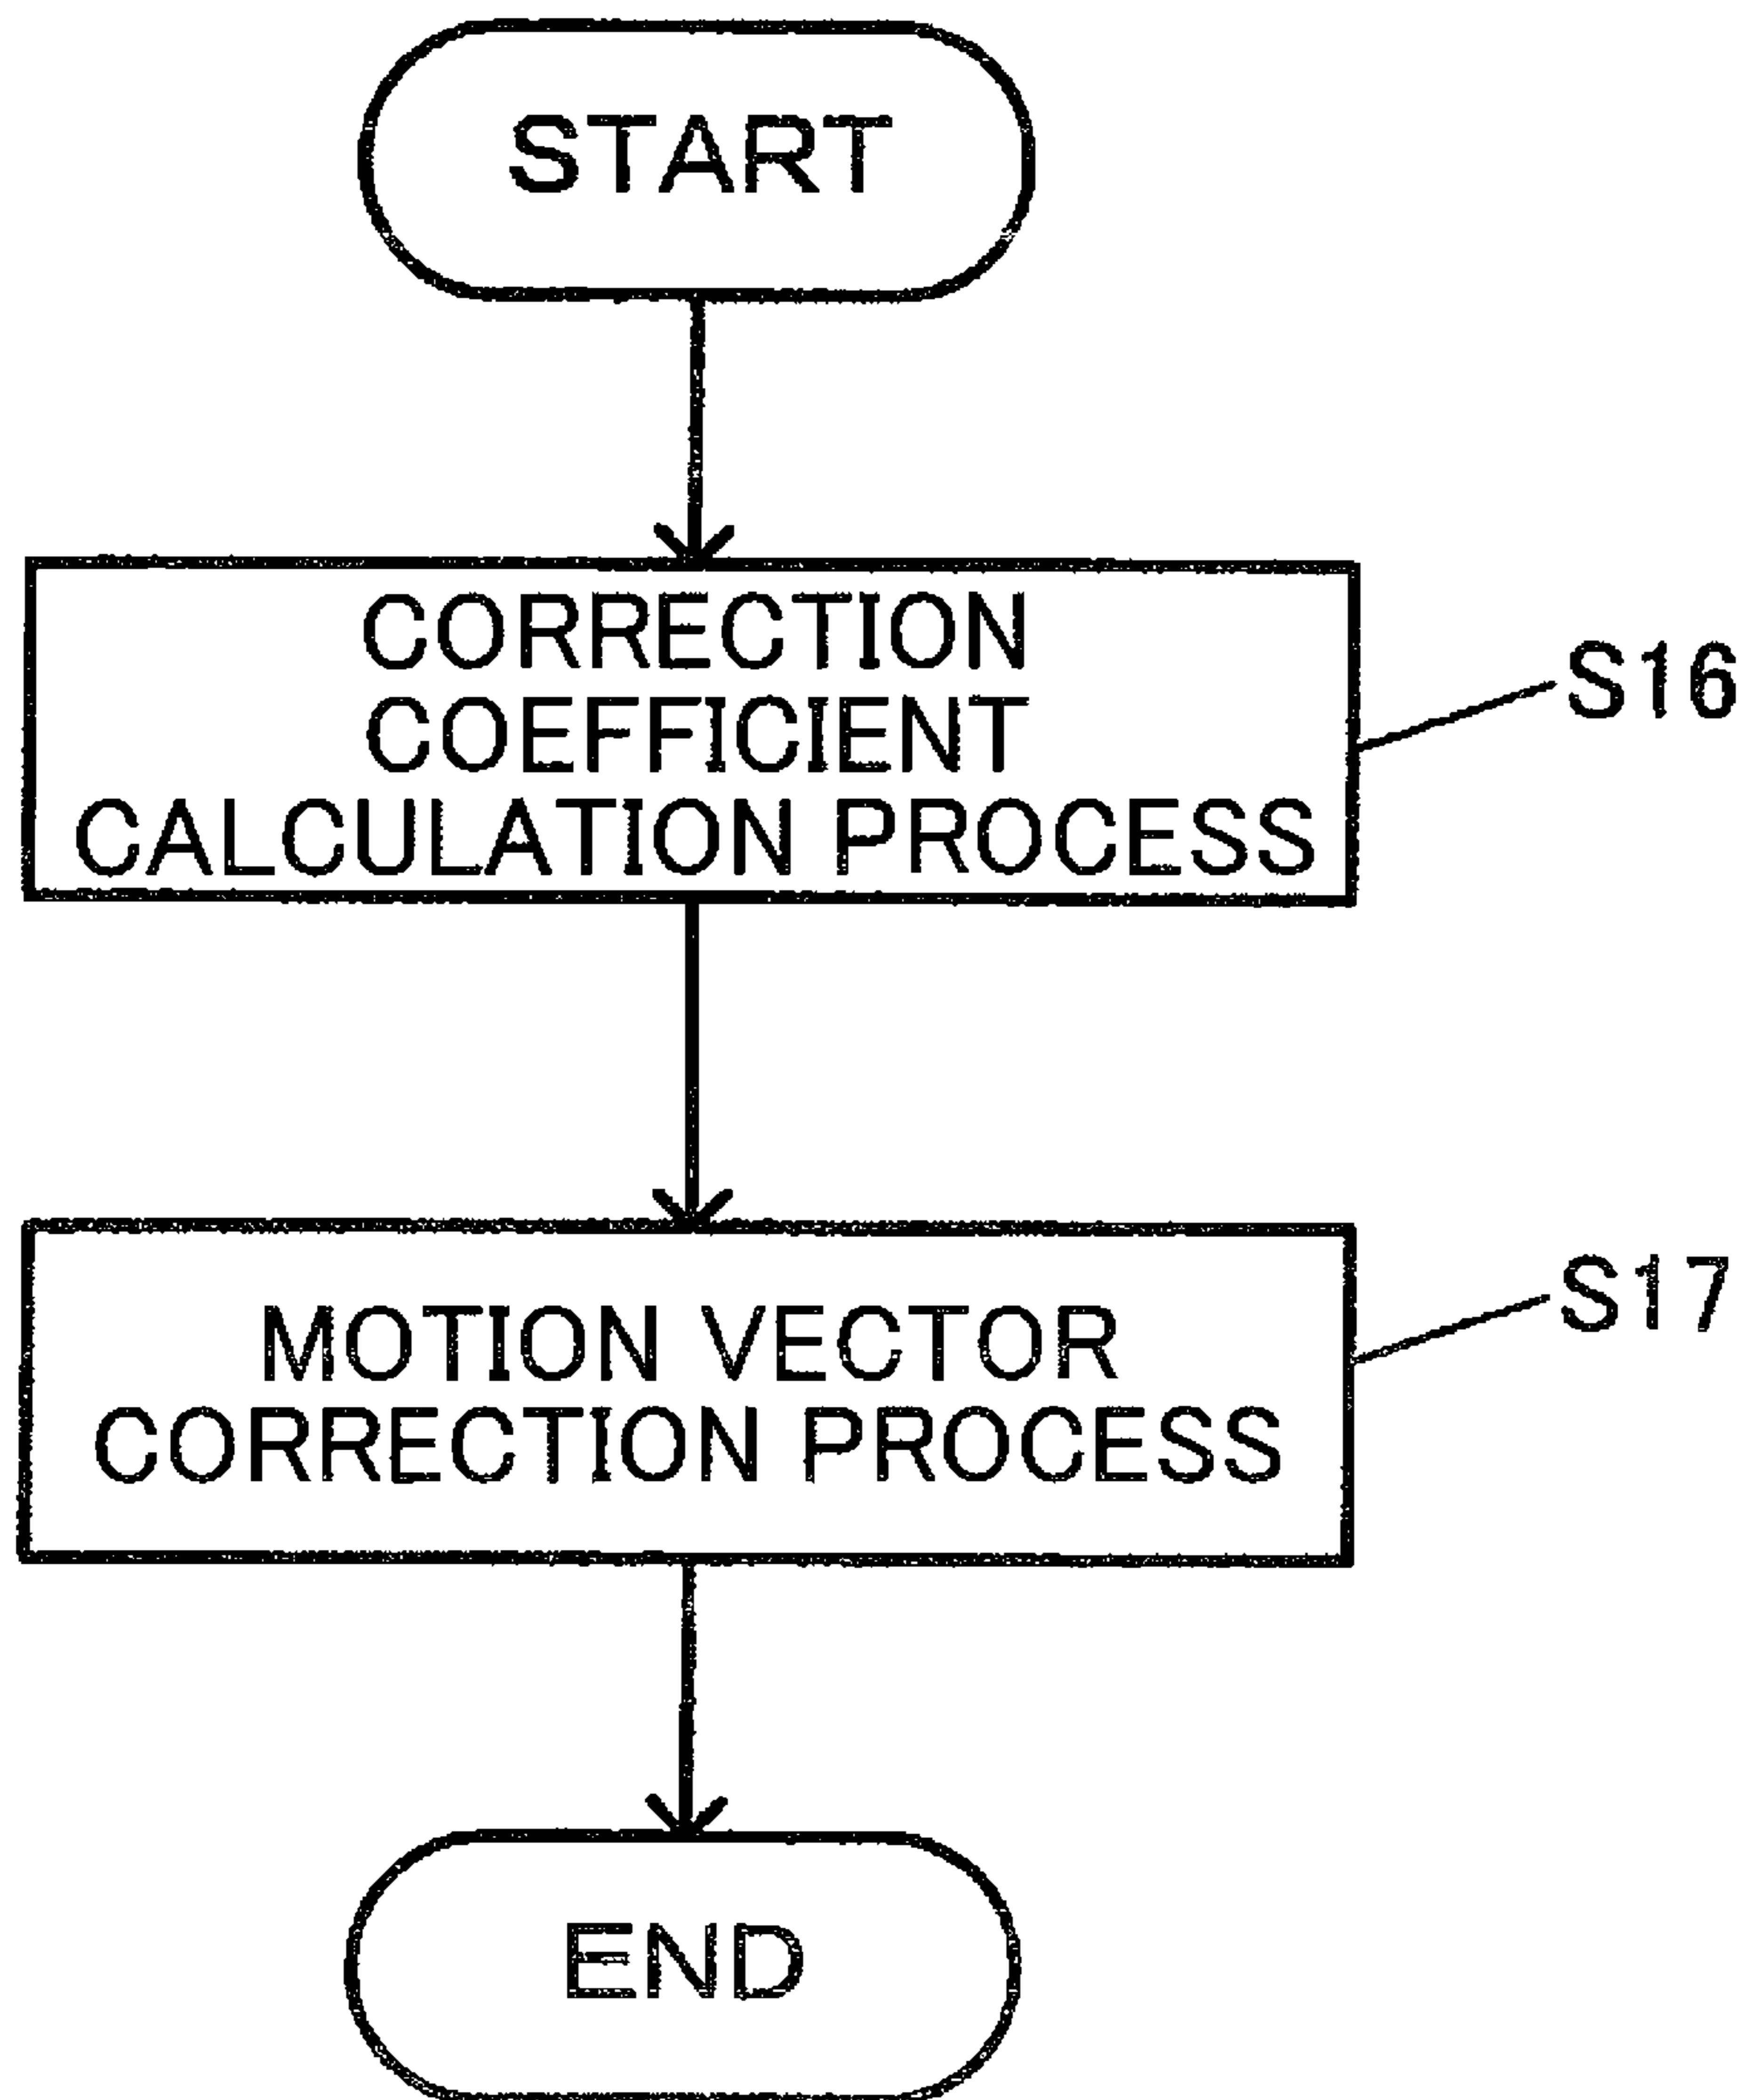 START
CORRECTION
COEFFICIENT
CALCULATION PROCESS
S16
MOTION VECTOR
CORRECTION PROCESS
S17
END